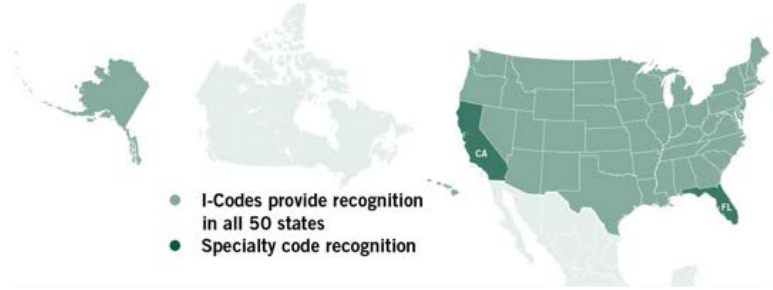 CA
FL
I-Codes provide recognition
in all 50 states
Specialty code recognition